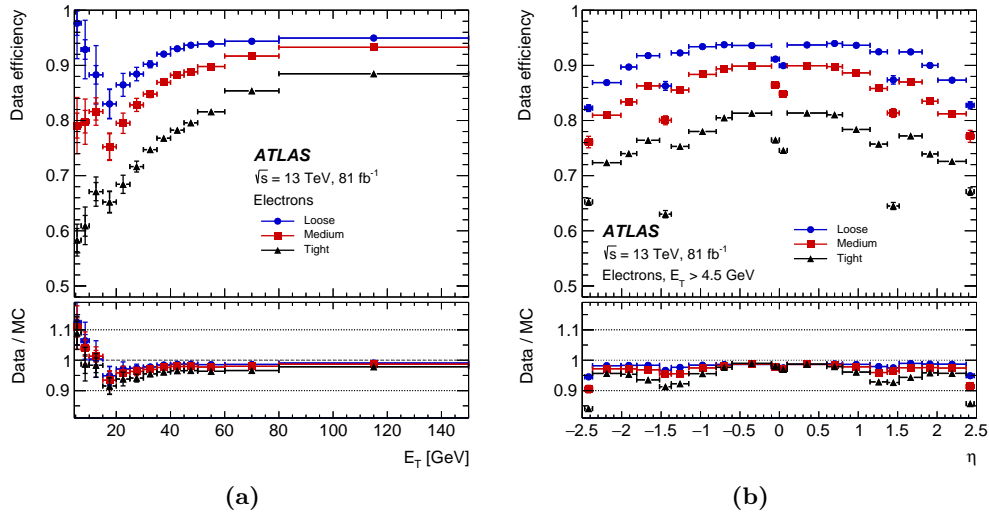 Data efficiency
1
0.9
0.8
0.7
0.6
0.5
ATLAS
√s = 13 TeV, 81 fb⁻¹
Electrons
Loose
Medium
Tight
Data / MC
1.1
1
0.9
20 40 60 80 100 120 140
E_T [GeV]
(a)
Data efficiency
1
0.9
0.8
0.7
0.6
0.5
ATLAS
√s = 13 TeV, 81 fb⁻¹
Electrons, E_T > 4.5 GeV
Loose
Medium
Tight
Data / MC
1.1
1
0.9
−2.5 −2 −1.5 −1 −0.5 0 0.5 1 1.5 2 2.5
η
(b)